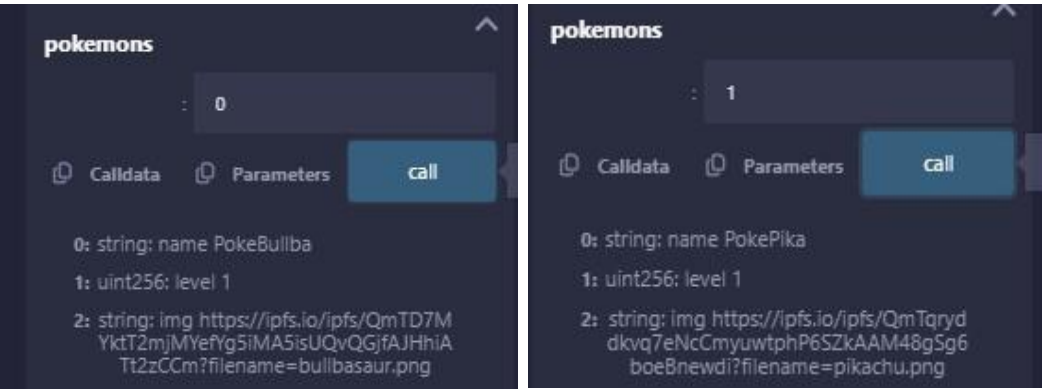 pokemons
: 0
Calldata Parameters call
0: string: name PokeBullba
1: uint256: level 1
2: string: img https://ipfs.io/ipfs/QmTD7M
YktT2mjMYefYg5iMA5isUQvQGjfAJHhiA
Tt2zCCm?filename=bullbasaur.png
pokemons
: 1
Calldata Parameters call
0: string: name PokePika
1: uint256: level 1
2: string: img https://ipfs.io/ipfs/QmTqryd
dkvq7eNcCmyuwtphP6SZkAAM48gSg6
boeBnewdi?filename=pikachu.png